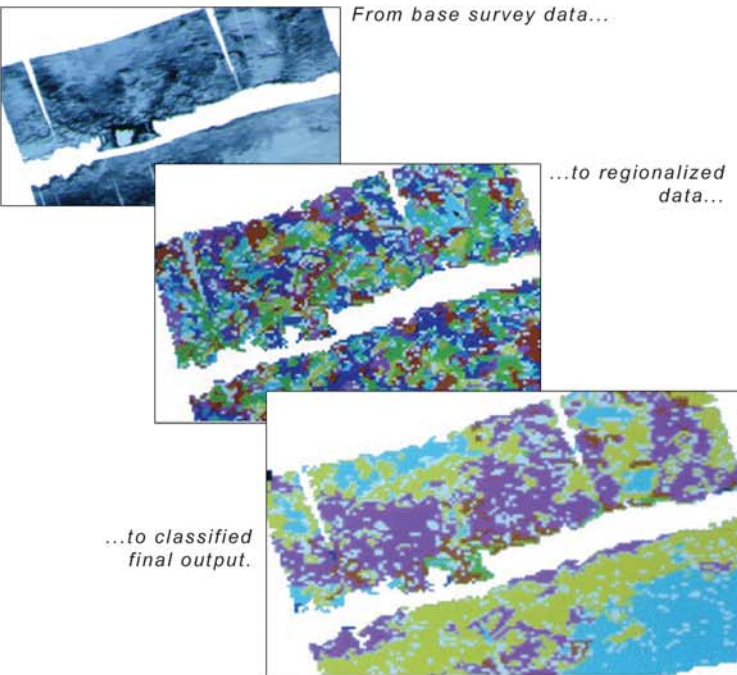 From base survey data...
...to regionalized
data...
...to classified
final output.